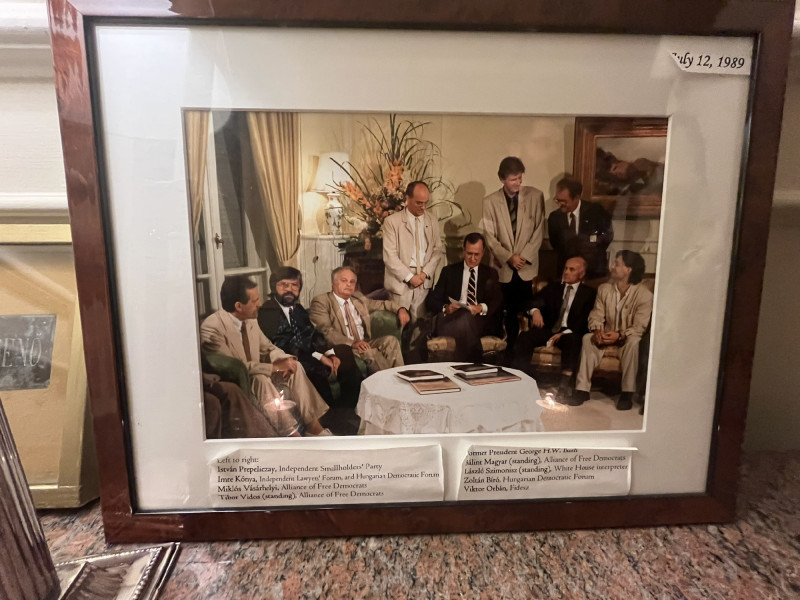 July 12, 1989
Left to right:
István Prepeliczay, Independent Smallholders' Party
Imre Kónya, Independent Lawyers' Forum, and Hungarian Democratic Forum
Miklós Vásárhelyi, Alliance of Free Democrats
Tibor Vidos (standing), Alliance of Free Democrats
Former President George H.W. Bush
Bálint Magyar (standing), Alliance of Free Democrats
László Szimonisz (standing), White House interpreter
Zoltán Bíró, Hungarian Democratic Forum
Viktor Orbán, Fidesz